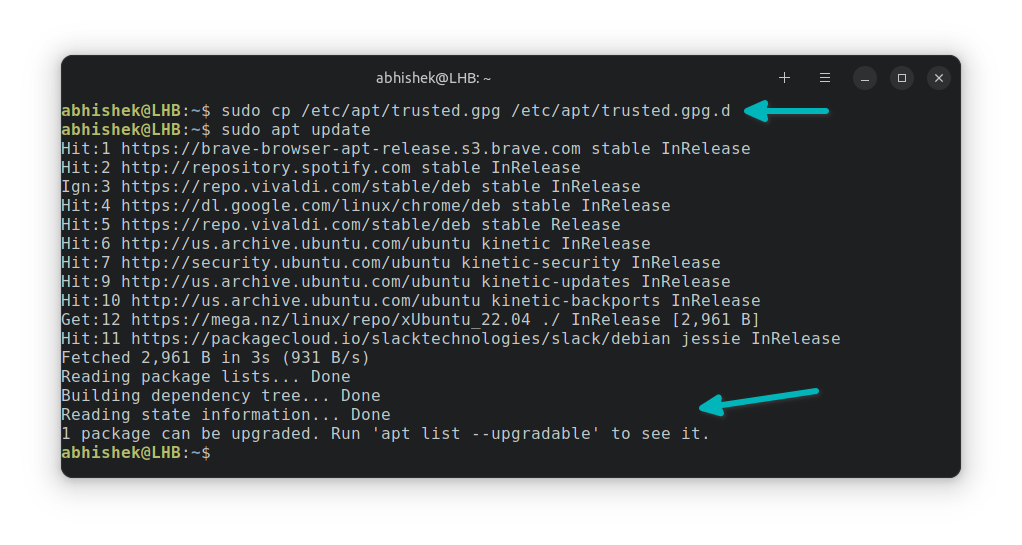 abhishek@LHB: ~
abhishek@LHB:~$ sudo cp /etc/apt/trusted.gpg /etc/apt/trusted.gpg.d
abhishek@LHB:~$ sudo apt update
Hit:1 https://brave-browser-apt-release.s3.brave.com stable InRelease
Hit:2 http://repository.spotify.com stable InRelease
Ign:3 https://repo.vivaldi.com/stable/deb stable InRelease
Hit:4 https://dl.google.com/linux/chrome/deb stable InRelease
Hit:5 https://repo.vivaldi.com/stable/deb stable Release
Hit:6 http://us.archive.ubuntu.com/ubuntu kinetic InRelease
Hit:7 http://security.ubuntu.com/ubuntu kinetic-security InRelease
Hit:9 http://us.archive.ubuntu.com/ubuntu kinetic-updates InRelease
Hit:10 http://us.archive.ubuntu.com/ubuntu kinetic-backports InRelease
Get:12 https://mega.nz/linux/repo/xUbuntu_22.04 ./ InRelease [2,961 B]
Hit:11 https://packagecloud.io/slacktechnologies/slack/debian jessie InRelease
Fetched 2,961 B in 3s (931 B/s)
Reading package lists... Done
Building dependency tree... Done
Reading state information... Done
1 package can be upgraded. Run 'apt list --upgradable' to see it.
abhishek@LHB:~$